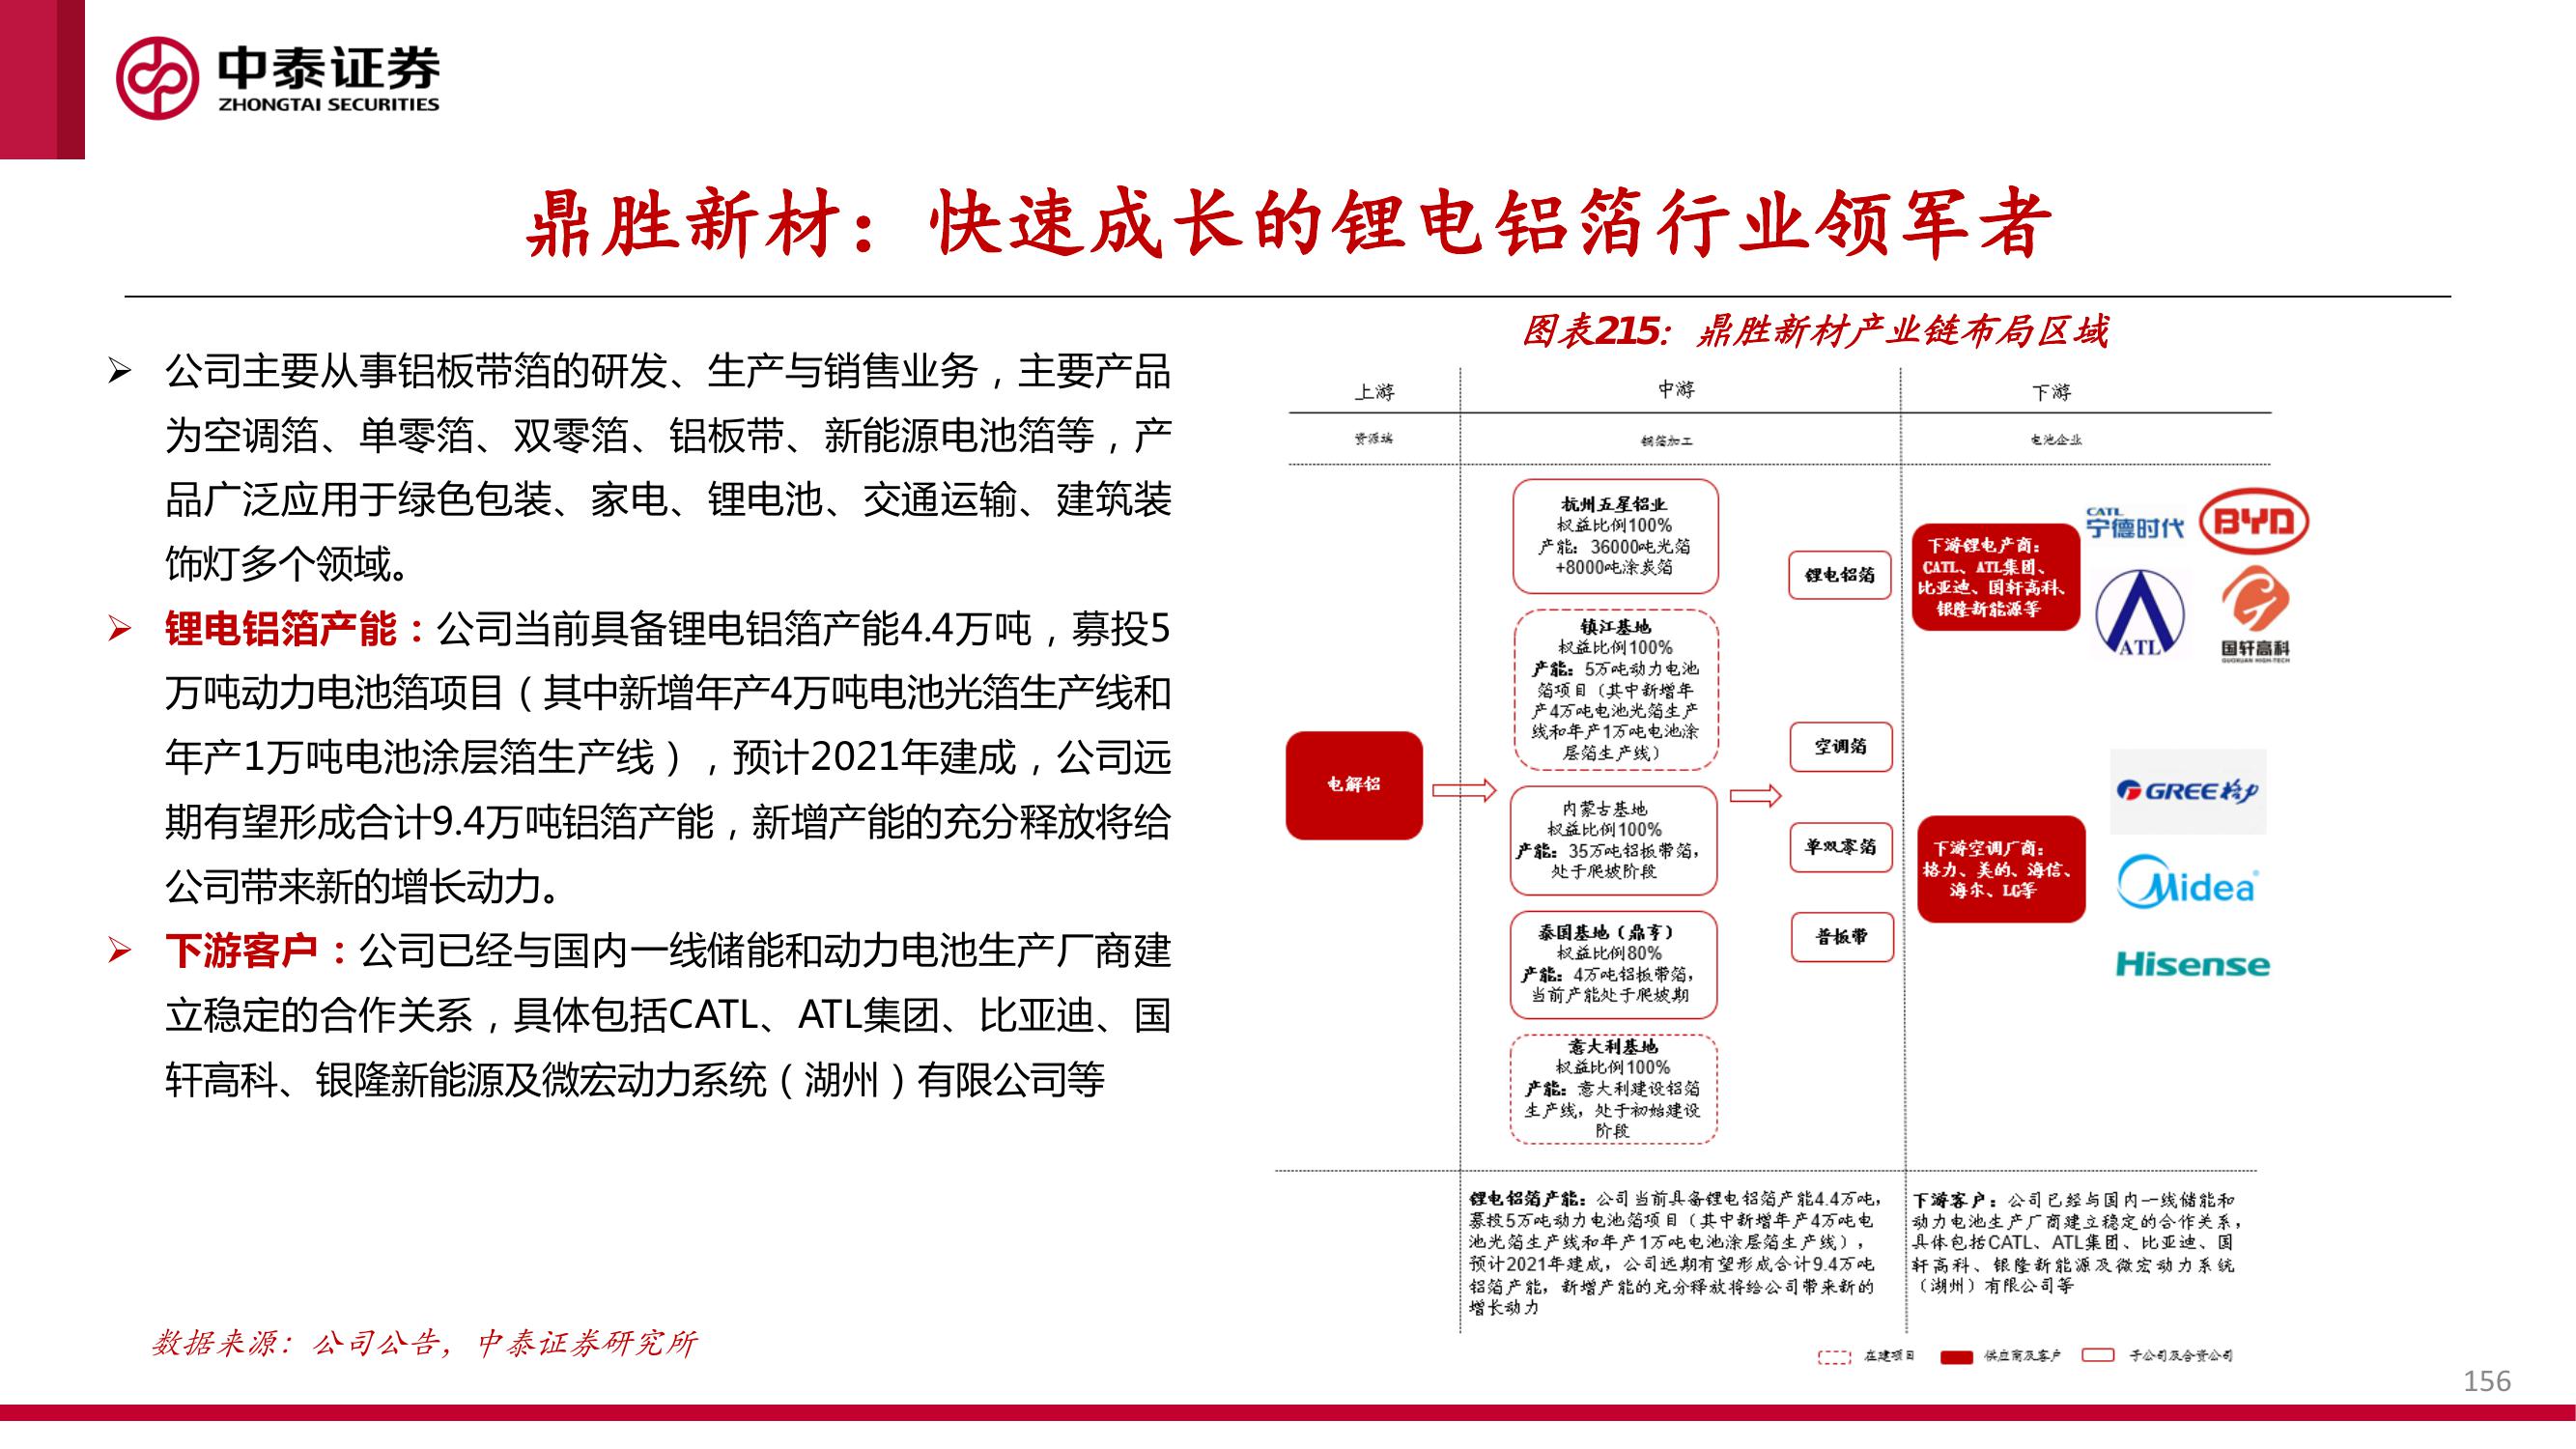 中泰证券
ZHONGTAI SECURITIES
鼎胜新材：快速成长的锂电铝箔行业领军者
公司主要从事铝板带箔的研发、生产与销售业务，主要产品
为空调箔、单零箔、双零箔、铝板带、新能源电池箔等，产
品广泛应用于绿色包装、家电、锂电池、交通运输、建筑装
饰灯多个领域。
锂电铝箔产能：公司当前具备锂电铝箔产能4.4万吨，募投5
万吨动力电池箔项目（其中新增年产4万吨电池光箔生产线和
年产1万吨电池涂层箔生产线），预计2021年建成，公司远
期有望形成合计9.4万吨铝箔产能，新增产能的充分释放将给
公司带来新的增长动力。
下游客户：公司已经与国内一线储能和动力电池生产厂商建
立稳定的合作关系，具体包括CATL、ATL集团、比亚迪、国
轩高科、银隆新能源及微宏动力系统（湖州）有限公司等
数据来源：公司公告，中泰证券研究所
图表215：鼎胜新材产业链布局区域
上游
中游
下游
资源端
铜箔加工
电池企业
电解铝
杭州五星铝业
权益比例100%
产能：36000吨光箔
+8000吨涂炭箔
镇江基地
权益比例100%
产能：5万吨动力电池
箔项目（其中新增年
产4万吨电池光箔生产
线和年产1万吨电池涂
层箔生产线）
内蒙古基地
权益比例100%
产能：35万吨铝板带箔，
处于爬坡阶段
泰国基地（鼎亨）
权益比例80%
产能：4万吨铝板带箔，
当前产能处于爬坡期
意大利基地
权益比例100%
产能：意大利建设铝箔
生产线，处于初始建设
阶段
锂电铝箔
空调箔
单双零箔
普板带
下游锂电产商：
CATL、ATL集团、
比亚迪、国轩高科、
银隆新能源等
CATL
宁德时代
BYD
ATL
国轩高科
GUOXUAN HIGH-TECH
下游空调厂商：
格力、美的、海信、
海尔、LG等
GREE格力
Midea
Hisense
锂电铝箔产能：公司当前具备锂电铝箔产能4.4万吨，
募投5万吨动力电池箔项目（其中新增年产4万吨电
池光箔生产线和年产1万吨电池涂层箔生产线），
预计2021年建成，公司远期有望形成合计9.4万吨
铝箔产能，新增产能的充分释放将给公司带来新的
增长动力
下游客户：公司已经与国内一线储能和
动力电池生产厂商建立稳定的合作关系，
具体包括CATL、ATL集团、比亚迪、国
轩高科、银隆新能源及微宏动力系统
（湖州）有限公司等
在建项目
供应商及客户
子公司及合资公司
156